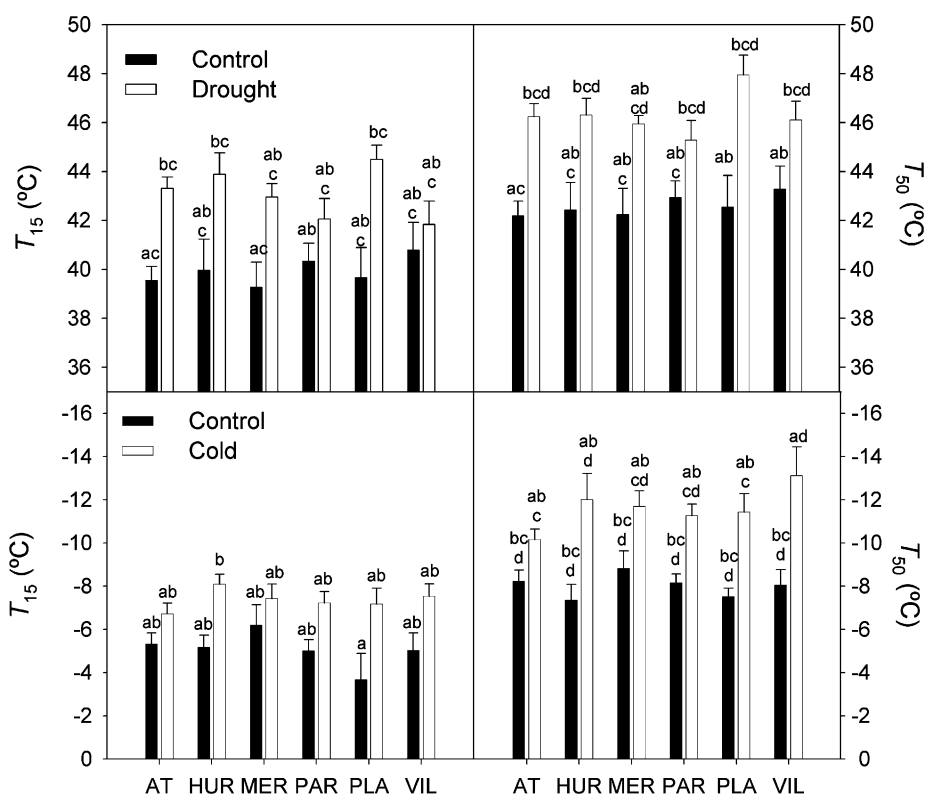 50
48
46
44
42
40
38
36
T15 (ºC)
Control
Drought
ac
bc
ab
c
bc
ac
ab
c
ab
c
ab
c
ab
c
bc
ab
c
ab
c
50
48
46
44
42
40
38
36
T50 (ºC)
ac
bcd
ab
c
bcd
ab
c
ab
cd
ab
c
bcd
ab
c
bcd
ab
c
bcd
-16
-14
-12
-10
-8
-6
-4
-2
0
T15 (ºC)
Control
Cold
ab
ab
ab
b
ab
ab
ab
ab
a
ab
ab
ab
AT HUR MER PAR PLA VIL
-16
-14
-12
-10
-8
-6
-4
-2
0
T50 (ºC)
bc
d
ab
c
bc
d
ab
d
bc
d
ab
cd
bc
d
ab
cd
bc
d
ab
c
bc
d
ad
AT HUR MER PAR PLA VIL